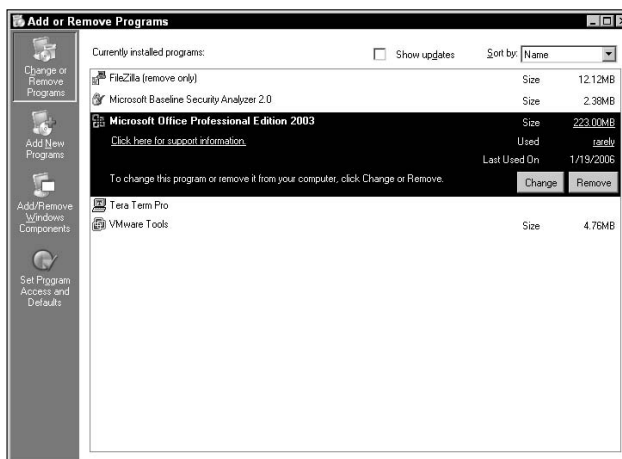 Add or Remove Programs
Change or
Remove
Programs
Add New
Programs
Add/Remove
Windows
Components
Set Program
Access and
Defaults
Currently installed programs:
Show updates
Sort by: Name
FileZilla (remove only) Size 12.12MB
Microsoft Baseline Security Analyzer 2.0 Size 2.38MB
Microsoft Office Professional Edition 2003 Size 223.00MB
Click here for support information. Used rarely
Last Used On 1/19/2006
To change this program or remove it from your computer, click Change or Remove. Change Remove
Tera Term Pro
VMware Tools Size 4.76MB